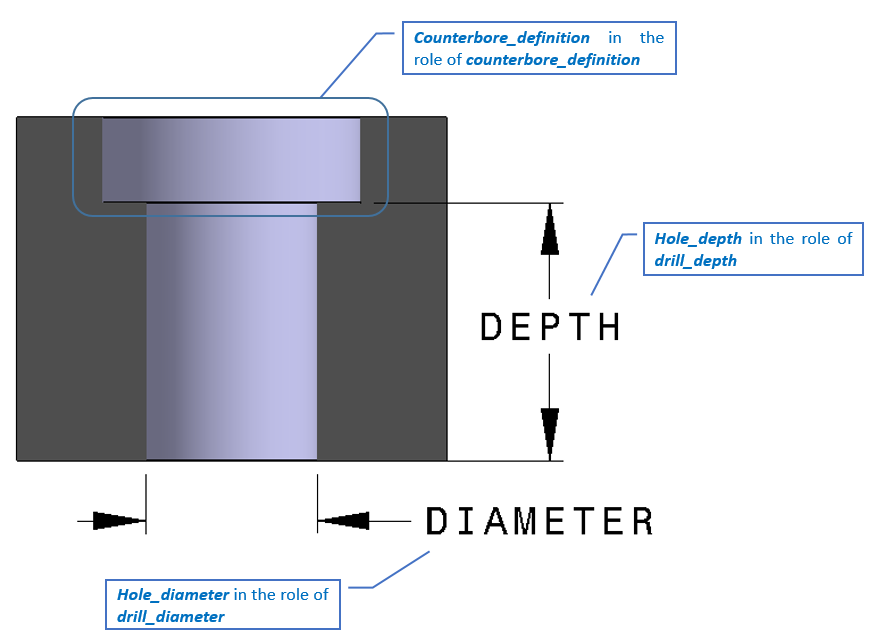 Counterbore_definition in the
role of counterbore_definition
Hole_depth in the role of
drill_depth
DEPTH
DIAMETER
Hole_diameter in the role of
drill_diameter